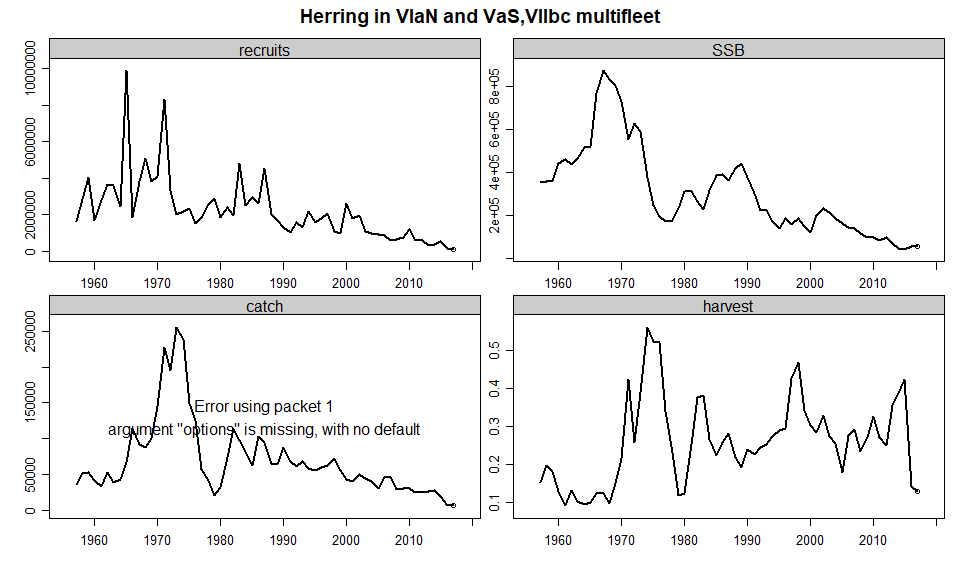 Herring in VIaN and VaS,VIIbc multifleet
recruits
SSB
0 2000000 6000000 10000000
2e+05 4e+05 6e+05 8e+05
1960 1970 1980 1990 2000 2010
1960 1970 1980 1990 2000 2010
catch
harvest
0 50000 150000 250000
Error using packet 1
argument "options" is missing, with no default
0.1 0.2 0.3 0.4 0.5
1960 1970 1980 1990 2000 2010
1960 1970 1980 1990 2000 2010